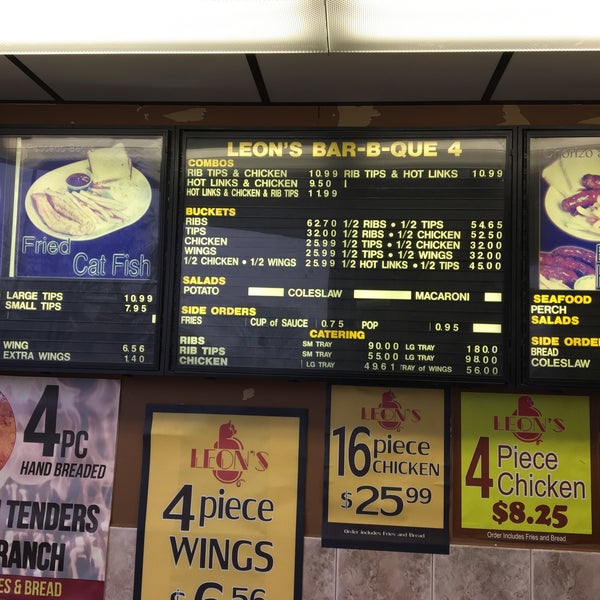 Fried
Cat Fish
LARGE TIPS 10.99
SMALL TIPS 7.95
WING 6.56
EXTRA WINGS 1.40
LEON'S BAR-B-QUE 4
COMBOS
RIB TIPS & CHICKEN 10.99 RIB TIPS & HOT LINKS 10.99
HOT LINKS & CHICKEN 9.50
HOT LINKS & CHICKEN & RIB TIPS 11.99
BUCKETS
RIBS 62.70 1/2 RIBS • 1/2 TIPS 54.65
TIPS 32.00 1/2 RIBS • 1/2 CHICKEN 52.50
CHICKEN 25.99 1/2 TIPS • 1/2 CHICKEN 32.00
WINGS 25.99 1/2 TIPS • 1/2 WINGS 32.00
1/2 CHICKEN • 1/2 WINGS 25.99 1/2 HOT LINKS • 1/2 TIPS 45.00
SALADS
POTATO COLESLAW MACARONI
SIDE ORDERS
FRIES CUP of SAUCE 0.75 POP 0.95
CATERING
RIBS SM TRAY 90.00 LG TRAY 180.00
RIB TIPS SM TRAY 55.00 LG TRAY 98.00
CHICKEN LG TRAY 49.61 TRAY of WINGS 56.00
SEAFOOD
PERCH
SALADS
SIDE ORDE
BREAD
COLESLAW
4 PC
HAND BREADED
TENDERS
RANCH
ES & BREAD
LEON'S
4 piece
WINGS
$6.56
LEON'S
16 piece
CHICKEN
$25.99
Order Includes Fries and Bread
LEON'S
4 Piece
Chicken
$8.25
Order Includes Fries and Bread